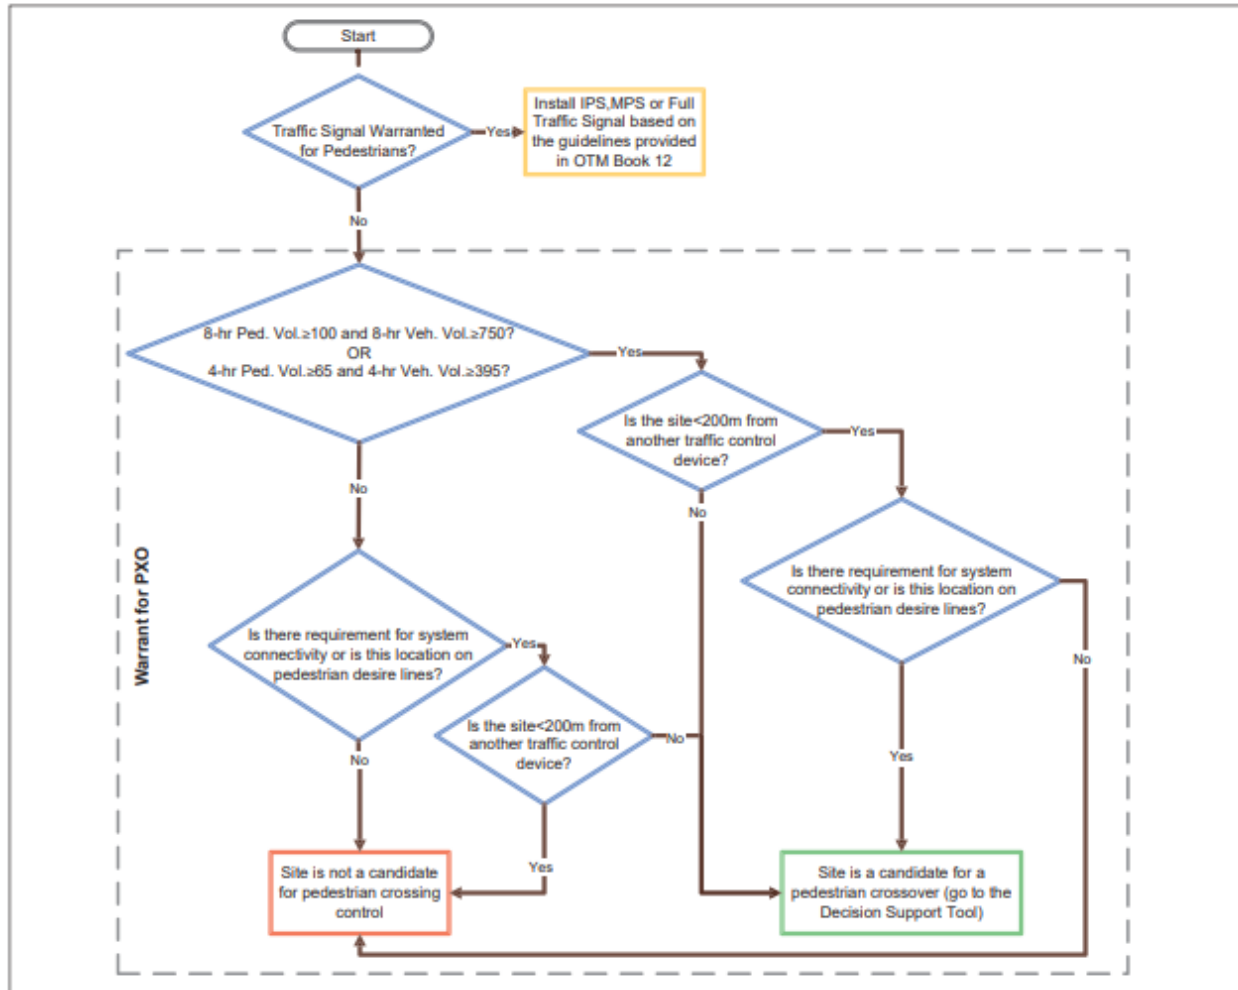 Start
Traffic Signal Warranted
for Pedestrians?
Yes
Install IPS,MPS or Full
Traffic Signal based on
the guidelines provided
in OTM Book 12
No
8-hr Ped. Vol.≥100 and 8-hr Veh. Vol.≥750?
OR
4-hr Ped. Vol.≥65 and 4-hr Veh. Vol.≥395?
Yes
Is the site<200m from
another traffic control
device?
Yes
No
No
Is there requirement for system
connectivity or is this location on
pedestrian desire lines?
No
Yes
Warrant for PXO
Is there requirement for system
connectivity or is this location on
pedestrian desire lines?
Yes
No
Is the site<200m from
another traffic control
device?
No
Yes
Site is not a candidate
for pedestrian crossing
control
Site is a candidate for a
pedestrian crossover (go to the
Decision Support Tool)